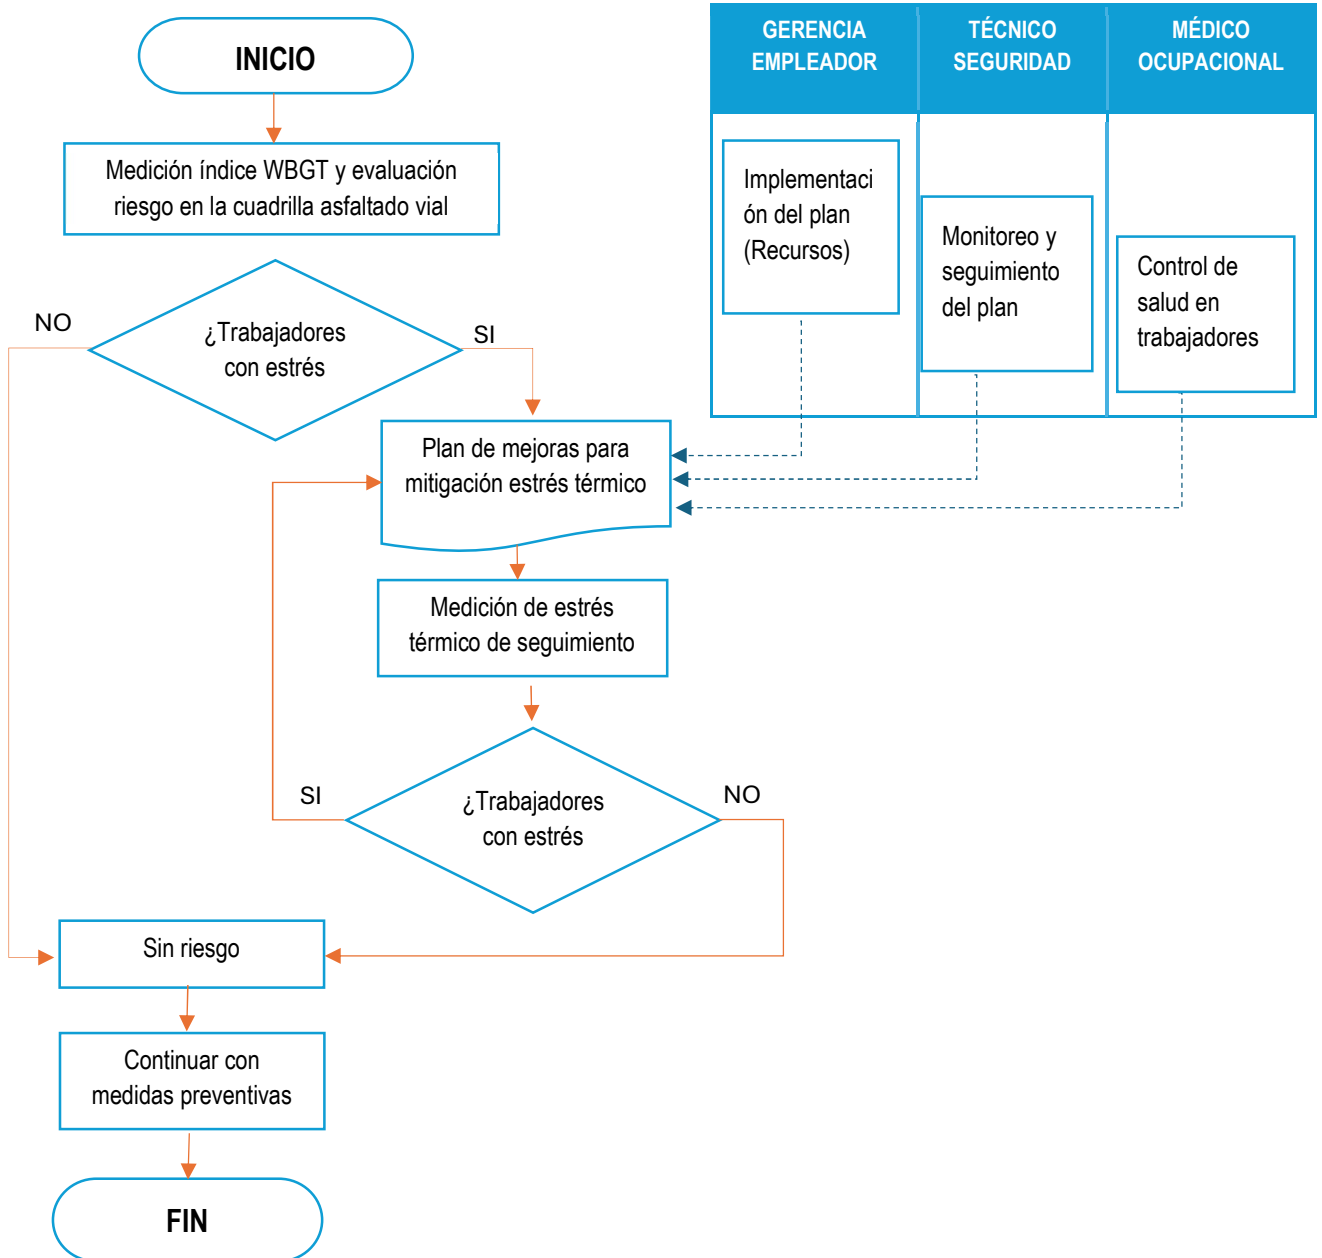 INICIO
Medición índice WBGT y evaluación
riesgo en la cuadrilla asfaltado vial
NO
¿Trabajadores
con estrés
SI
GERENCIA
EMPLEADOR
TÉCNICO
SEGURIDAD
MÉDICO
OCUPACIONAL
Implementaci
ón del plan
(Recursos)
Monitoreo y
seguimiento
del plan
Control de
salud en
trabajadores
Plan de mejoras para
mitigación estrés térmico
Medición de estrés
térmico de seguimiento
SI
¿Trabajadores
con estrés
NO
Sin riesgo
Continuar con
medidas preventivas
FIN